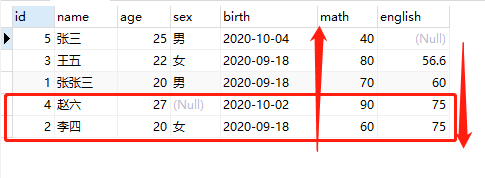 id name age sex birth math english
5 张三 25 男 2020-10-04 40 (Null)
3 王五 22 女 2020-09-18 80 56.6
1 张张三 20 男 2020-09-18 70 60
4 赵六 27 (Null) 2020-10-02 90 75
2 李四 20 女 2020-09-18 60 75